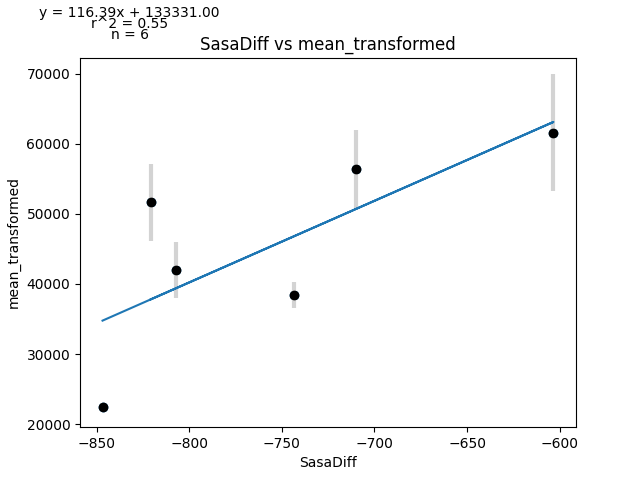 y = 116.39x + 133331.00
r^2 = 0.55
n = 6
SasaDiff vs mean_transformed
70000
60000
50000
40000
30000
20000
mean_transformed
−850
−800
−750
−700
−650
−600
SasaDiff